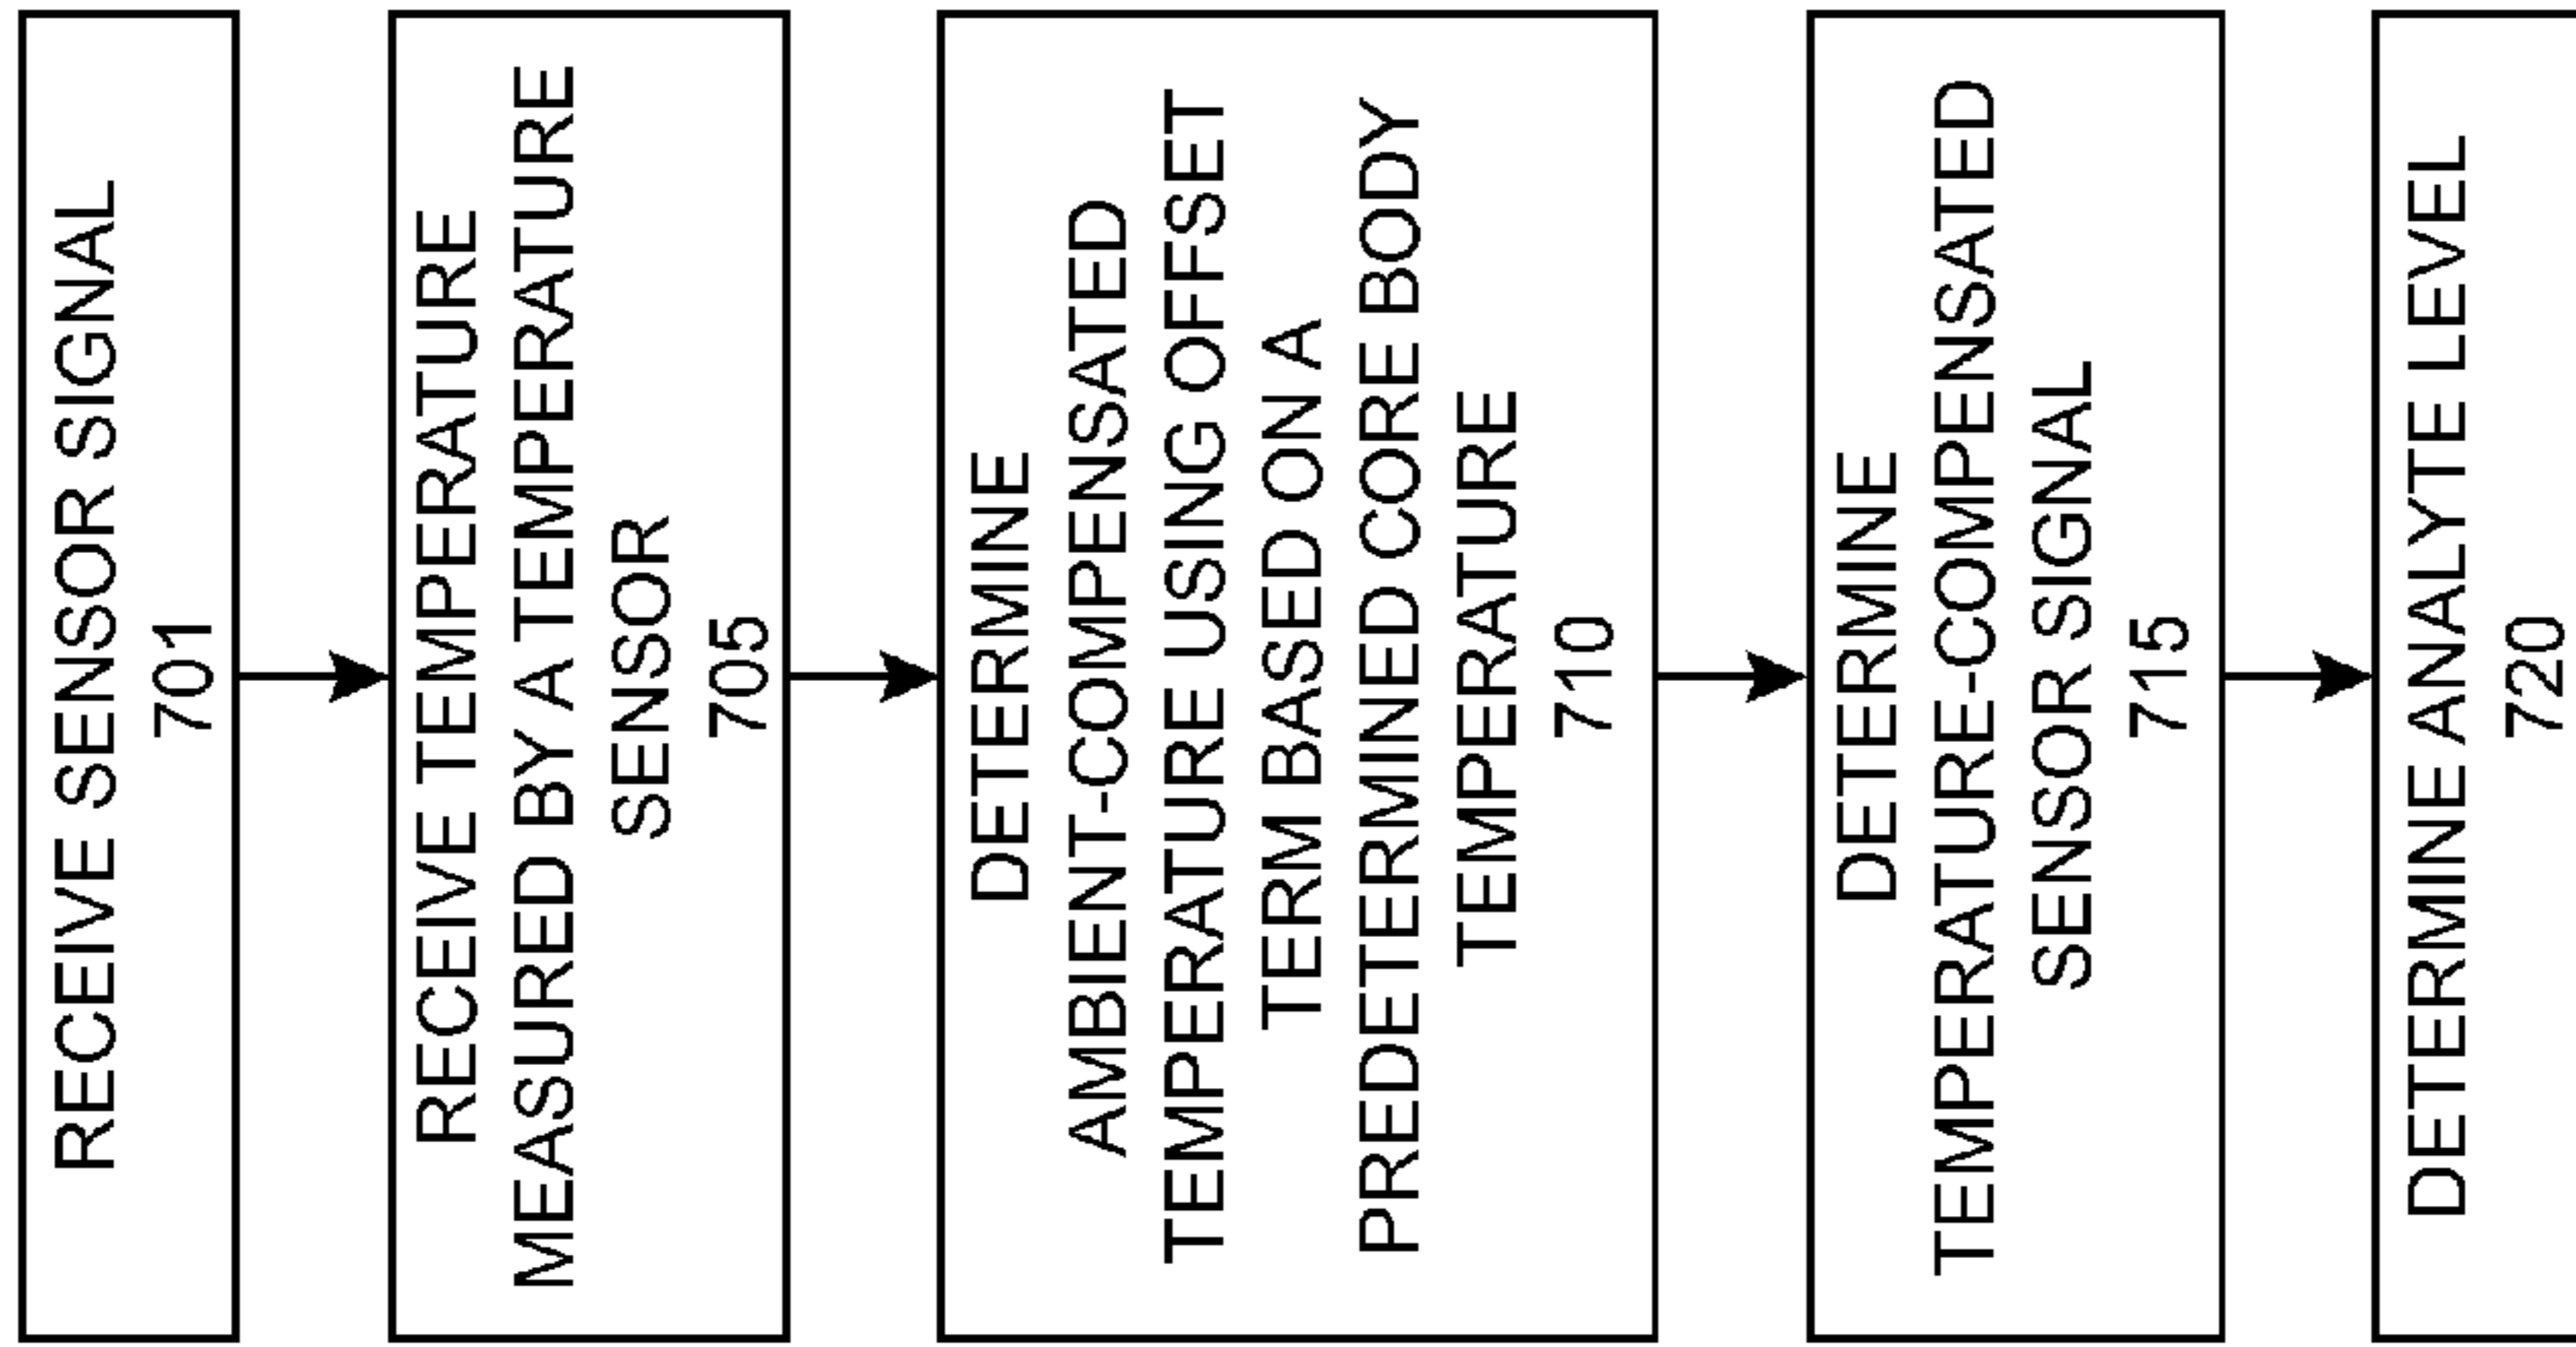 RECEIVE SENSOR SIGNAL
701
RECEIVE TEMPERATURE
MEASURED BY A TEMPERATURE
SENSOR
705
DETERMINE
AMBIENT-COMPENSATED
TEMPERATURE USING OFFSET
TERM BASED ON A
PREDETERMINED CORE BODY
TEMPERATURE
710
DETERMINE
TEMPERATURE-COMPENSATED
SENSOR SIGNAL
715
DETERMINE ANALYTE LEVEL
720